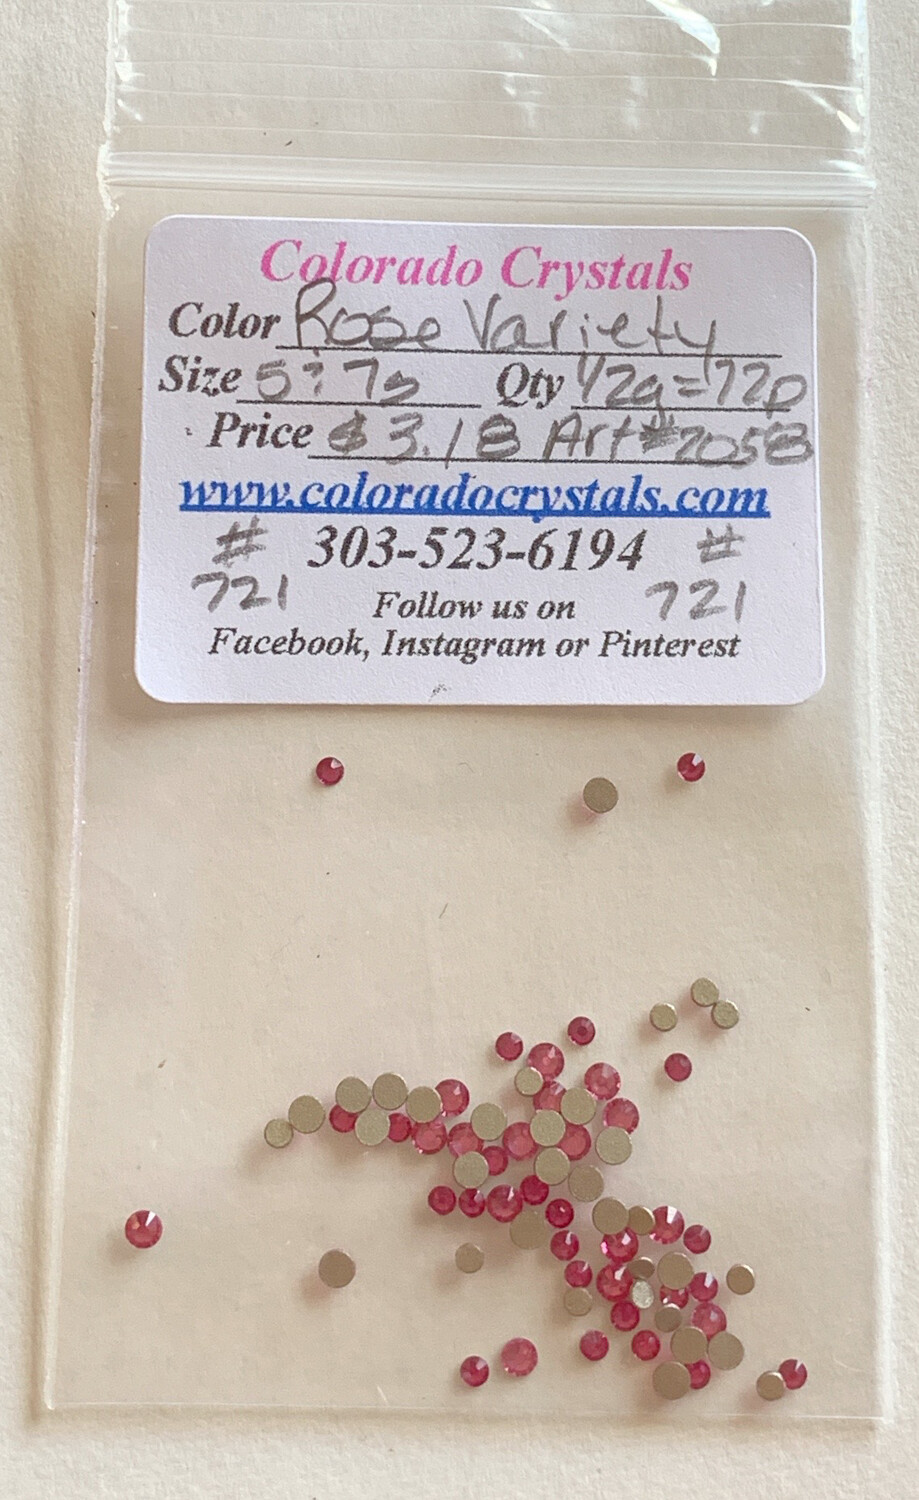 Colorado Crystals
Color Rose Variety
Size 5 : 7s Qty 1/2g = 72p
Price $3.18 Art #2058
www.coloradocrystals.com
# 303-523-6194 #
721 Follow us on 721
Facebook, Instagram or Pinterest